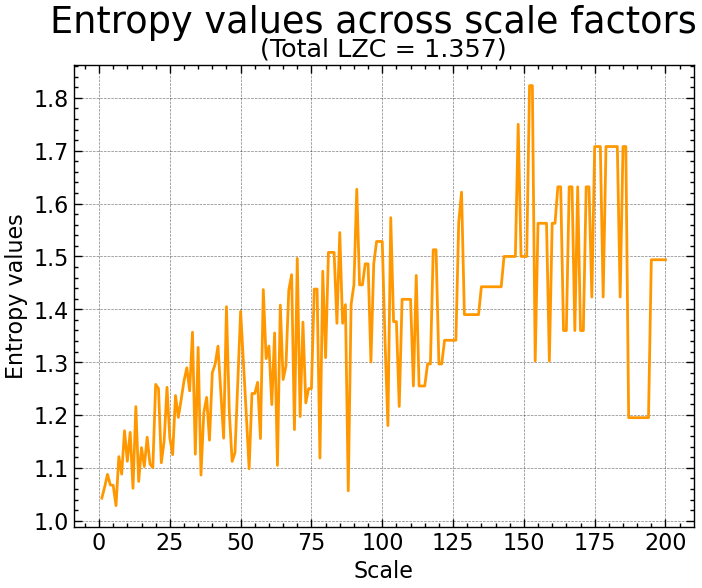 Entropy values across scale factors
(Total LZC = 1.357)
Entropy values
1.8
1.7
1.6
1.5
1.4
1.3
1.2
1.1
1.0
0 25 50 75 100 125 150 175 200
Scale